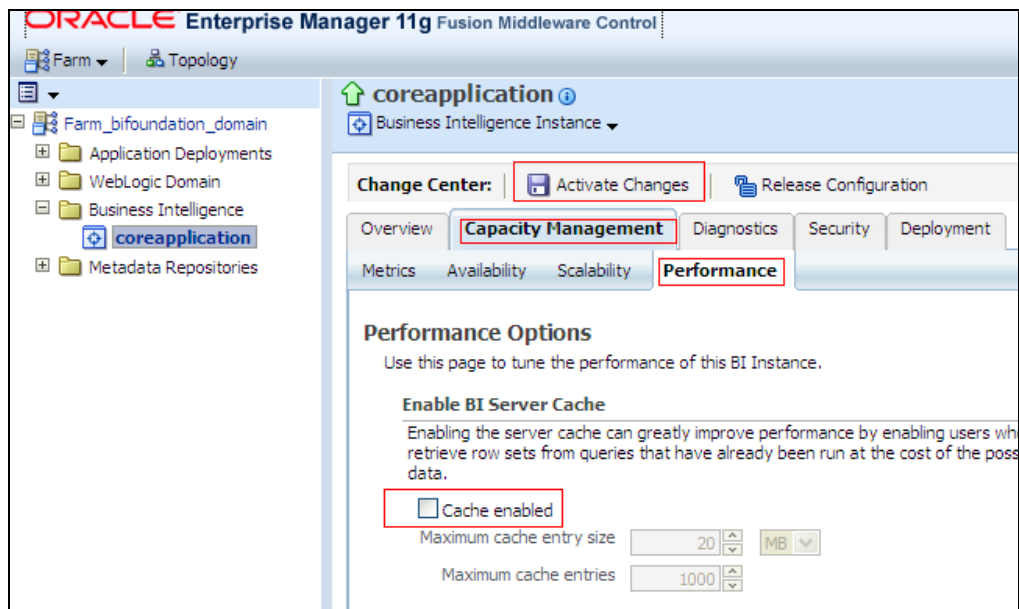 ORACLE Enterprise Manager 11g Fusion Middleware Control
Farm Topology
Farm_bifoundation_domain
Application Deployments
WebLogic Domain
Business Intelligence
coreapplication
Metadata Repositories
coreapplication
Business Intelligence Instance
Change Center: Activate Changes Release Configuration
Overview Capacity Management Diagnostics Security Deployment
Metrics Availability Scalability Performance
Performance Options
Use this page to tune the performance of this BI Instance.
Enable BI Server Cache
Enabling the server cache can greatly improve performance by enabling users
retrieve row sets from queries that have already been run at the cost of the
data.
Cache enabled
Maximum cache entry size 20 MB
Maximum cache entries 1000